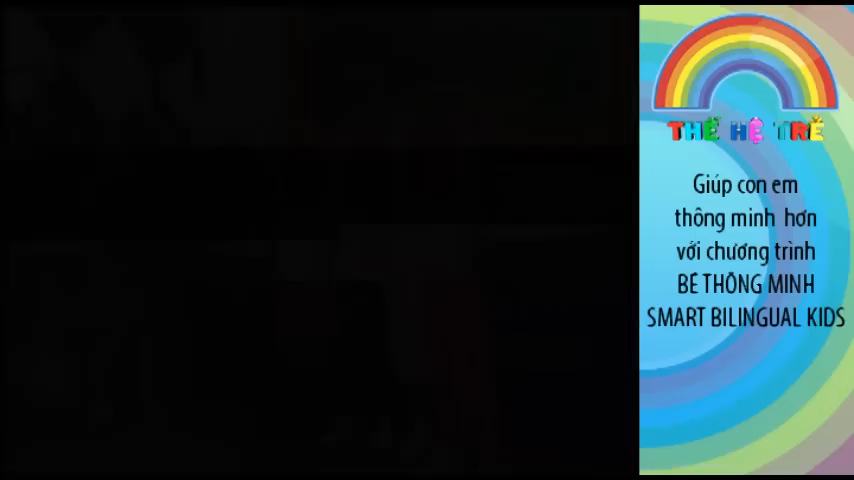 THẾ HỆ TRẺ
Giúp con em
thông minh hơn
với chương trình
BÉ THÔNG MINH
SMART BILINGUAL KIDS